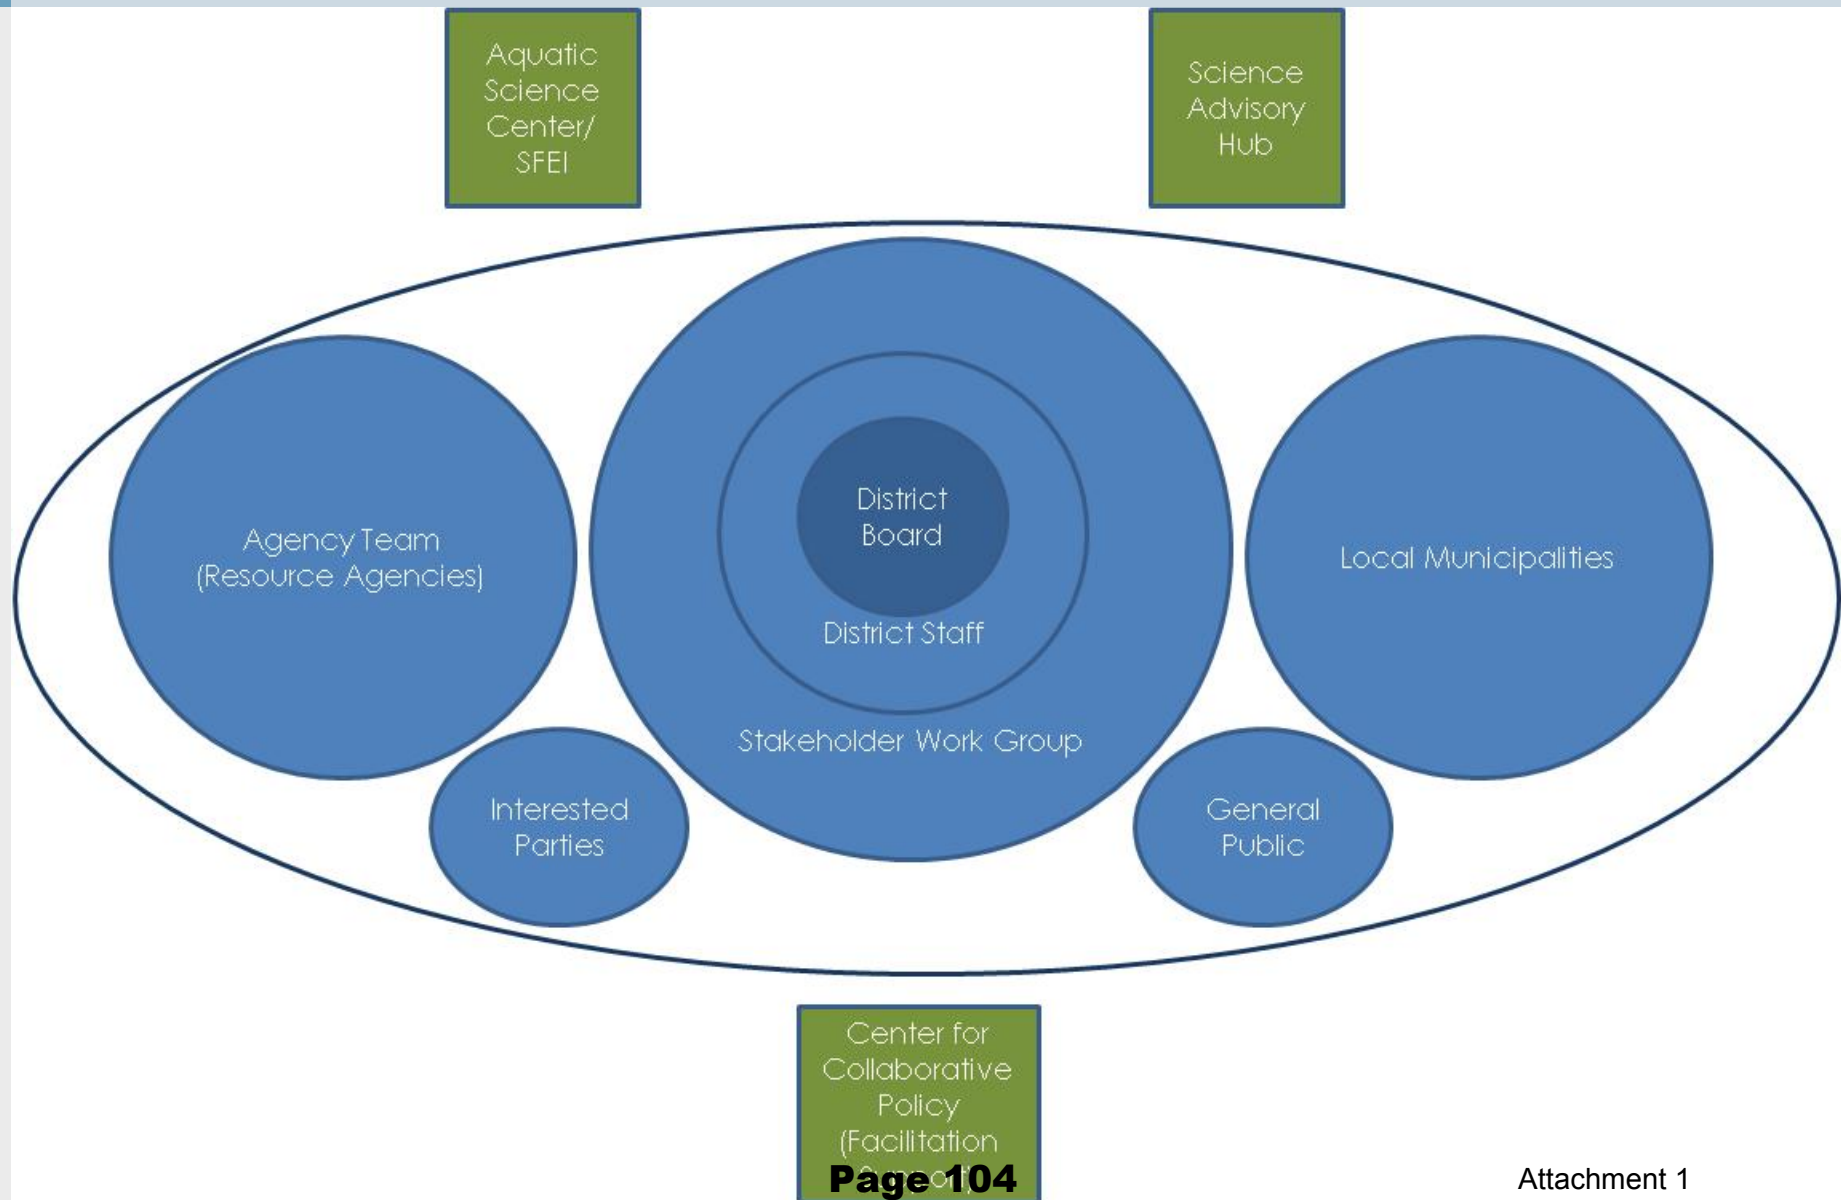 Aquatic
Science
Center/
SFEI
Science
Advisory
Hub
Agency Team
(Resource Agencies)
District
Board
District Staff
Stakeholder Work Group
Local Municipalities
Interested
Parties
General
Public
Center for
Collaborative
Policy
(Facilitation
Support)
Page 104
Attachment 1